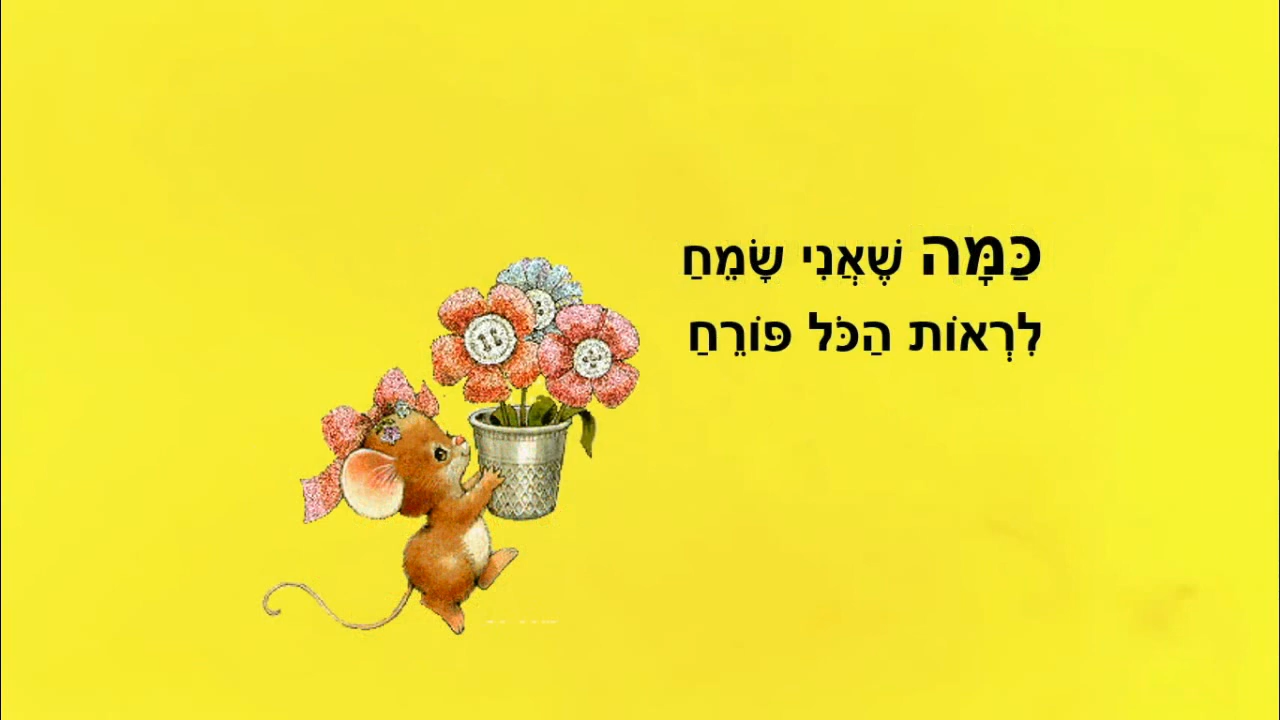 כַּמָּה שֶׁאֲנִי שָׂמֵחַ
לִרְאוֹת הַכֹּל פּוֹרֵחַ